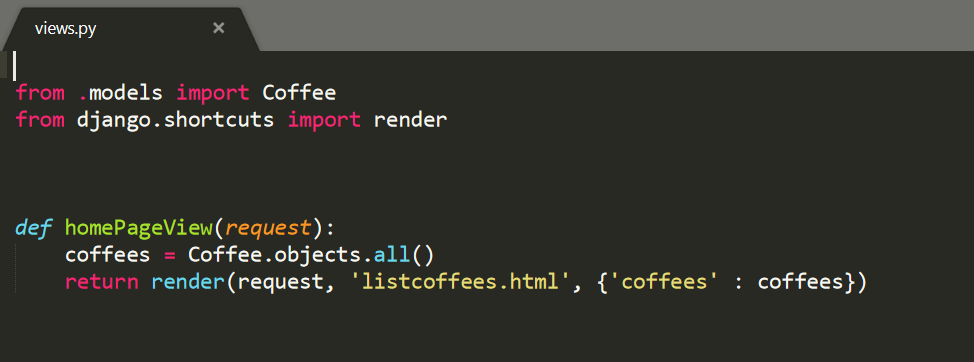 views.py ×
from .models import Coffee
from django.shortcuts import render
def homePageView(request):
    coffees = Coffee.objects.all()
    return render(request, 'listcoffees.html', {'coffees' : coffees})